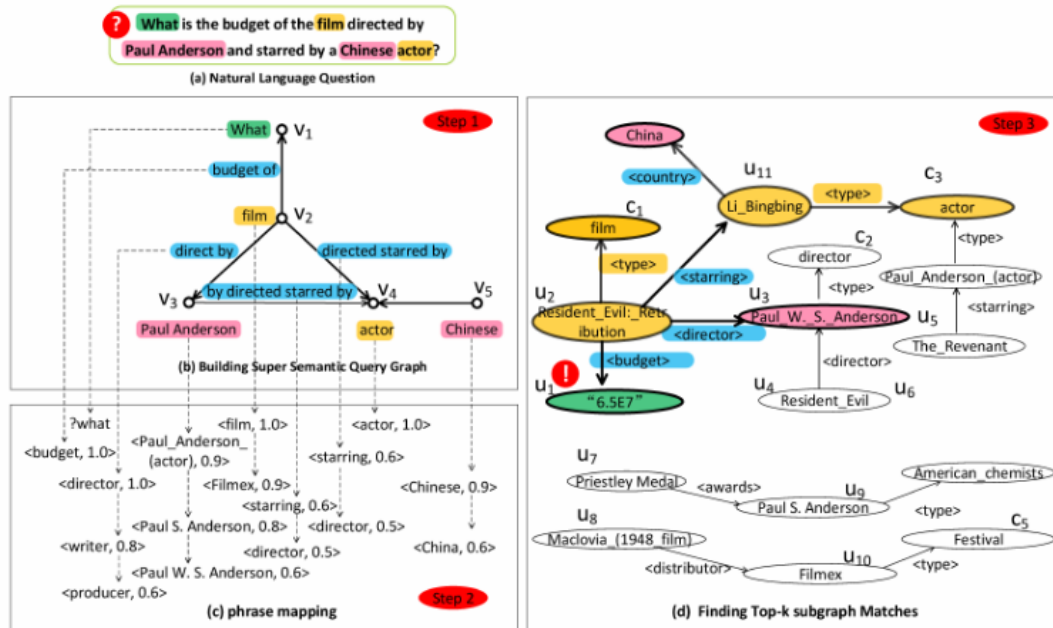 ? What is the budget of the film directed by
Paul Anderson and starred by a Chinese actor?
(a) Natural Language Question
Step 1
What V1
budget of
film V2
direct by directed starred by
V3 by directed starred by V4 V5
Paul Anderson actor Chinese
(b) Building Super Semantic Query Graph
?what
<budget, 1.0>
<director, 1.0>
<writer, 0.8>
<producer, 0.6>
<Paul_Anderson_
(actor), 0.9>
<Paul S. Anderson, 0.8>
<Paul W. S. Anderson, 0.6>
<film, 1.0>
<Filmex, 0.9>
<starring, 0.6>
<director, 0.5>
<actor, 1.0>
<starring, 0.6>
<director, 0.5>
<Chinese, 0.9>
<China, 0.6>
(c) phrase mapping
Step 2
Step 3
China
<country>
u11
Li_Bingbing
<type>
c3
actor
c1
film
<type>
<starring>
c2
director
<type>
<type>
Paul_Anderson_(actor)
<starring>
u2
Resident_Evil:_Retr
ibution
<director>
u3
Paul_W._S._Anderson
u5
The_Revenant
<budget>
<director>
u1
!
“6.5E7”
u4
Resident_Evil
u6
u7
Priestley Medal
<awards>
u9
Paul S. Anderson
American_chemists
<type>
u8
Maclovia_(1948_film)
<distributor>
u10
Filmex
c5
Festival
<type>
(d) Finding Top-k subgraph Matches